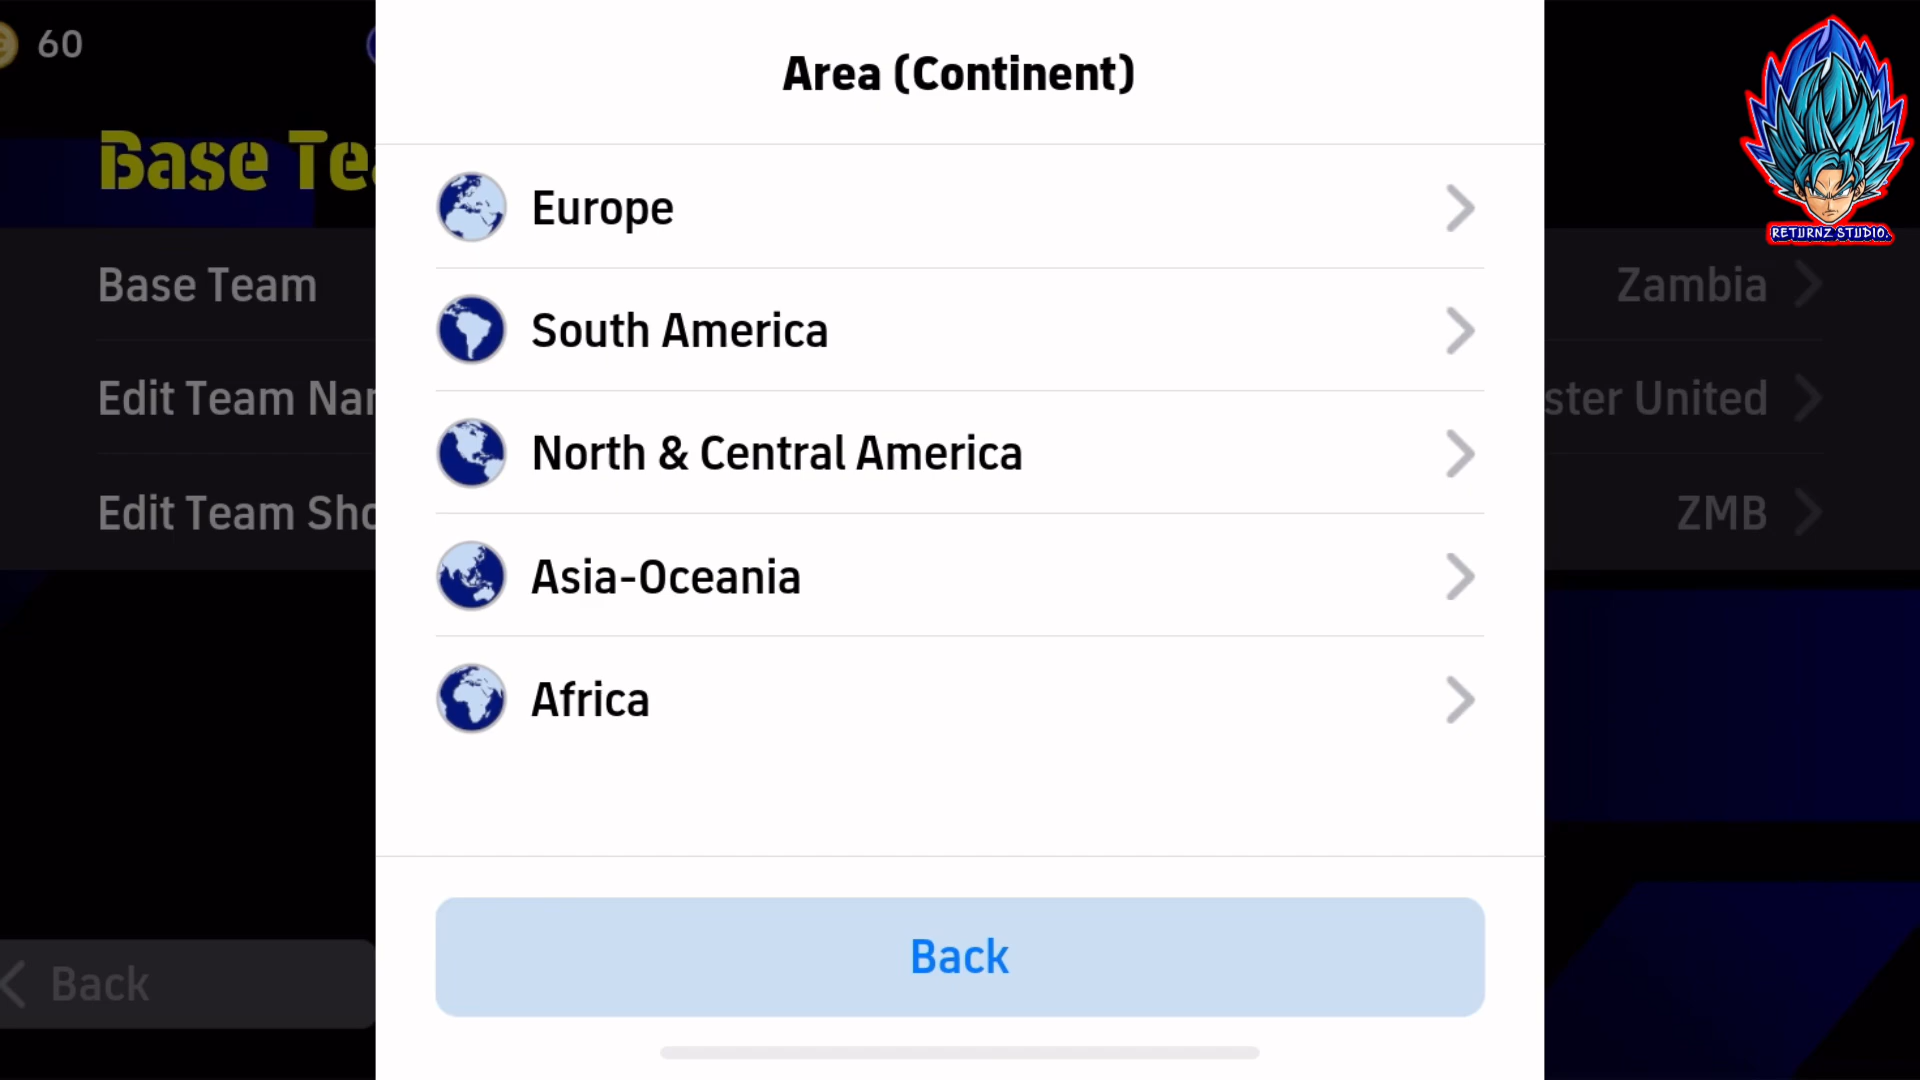 60
Area (Continent)
RETURNZ STUDIO.
Base Te
Europe
Base Team
Zambia
South America
Edit Team Nar
ster United
North & Central America
Edit Team Sho
ZMB
Asia-Oceania
Africa
Back
Back